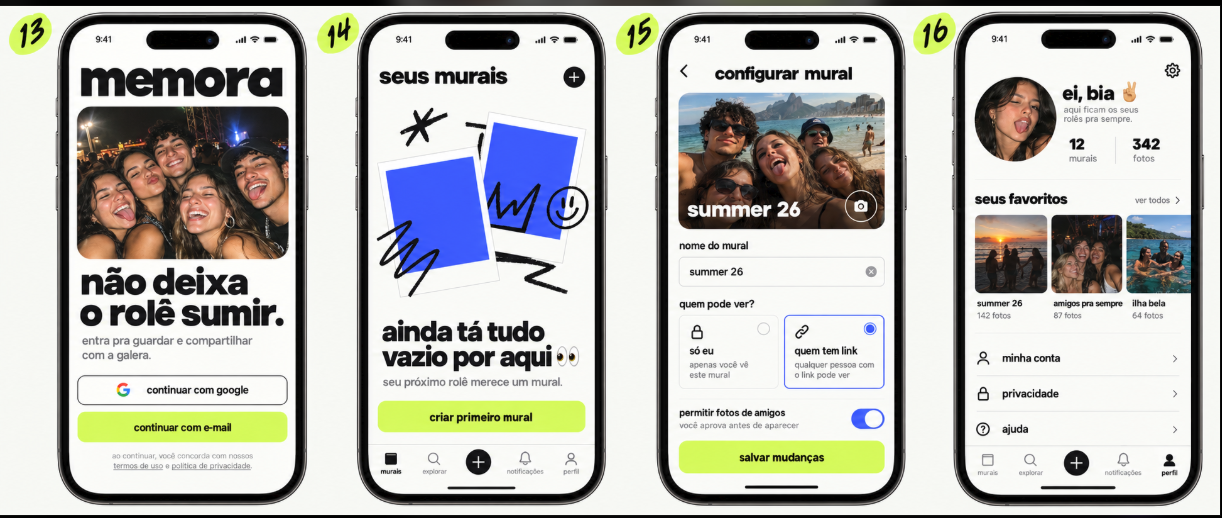 13
9:41
memora
não deixa
o rolê sumir.
entra pra guardar e compartilhar
com a galera.
continuar com google
continuar com e-mail
ao continuar, você concorda com nossos
termos de uso e política de privacidade.
14
9:41
seus murais
ainda tá tudo
vazio por aqui 👀
seu próximo rolê merece um mural.
criar primeiro mural
murais
explorar
notificações
perfil
15
9:41
configurar mural
summer 26
nome do mural
summer 26
quem pode ver?
só eu
apenas você vê
este mural
quem tem link
qualquer pessoa com
o link pode ver
permitir fotos de amigos
você aprova antes de aparecer
salvar mudanças
16
9:41
ei, bia ✌🏼
aqui ficam os seus
rolês pra sempre.
12
murais
342
fotos
seus favoritos
ver todos
summer 26
142 fotos
amigos pra sempre
87 fotos
ilha bela
64 fotos
minha conta
privacidade
ajuda
murais
explorar
notificações
perfil